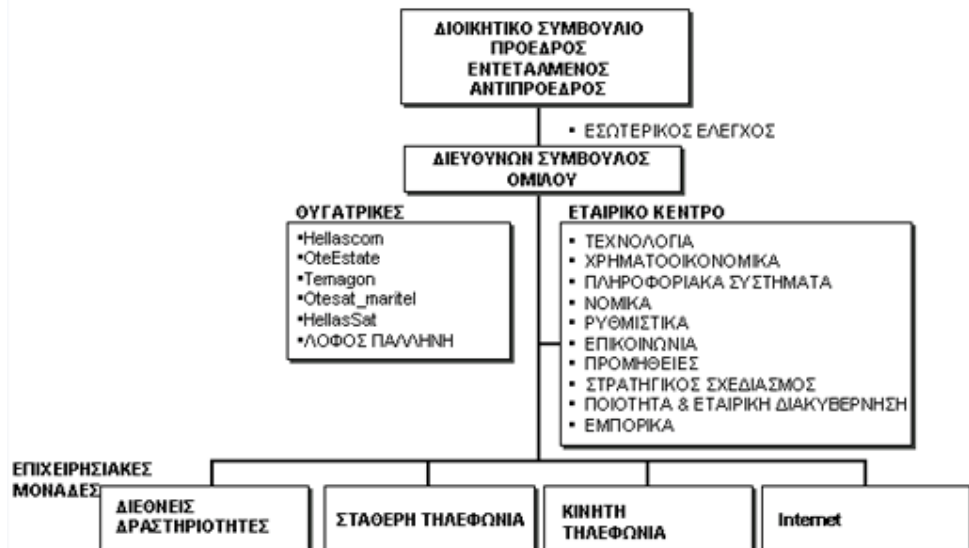 ΔΙΟΙΚΗΤΙΚΟ ΣΥΜΒΟΥΛΙΟ
ΠΡΟΕΔΡΟΣ
ΕΝΤΕΤΑΛΜΕΝΟΣ
ΑΝΤΙΠΡΟΕΔΡΟΣ
▪ ΕΣΩΤΕΡΙΚΟΣ ΕΛΕΓΧΟΣ
ΔΙΕΥΘΥΝΩΝ ΣΥΜΒΟΥΛΟΣ
ΟΜΙΛΟΥ
ΘΥΓΑΤΡΙΚΕΣ
•Hellascom
•OteEstate
•Temagon
•Otesat_maritel
•HellasSat
•ΛΟΦΟΣ ΠΑΛΛΗΝΗ
ΕΤΑΙΡΙΚΟ ΚΕΝΤΡΟ
▪ ΤΕΧΝΟΛΟΓΙΑ
▪ ΧΡΗΜΑΤΟΟΙΚΟΝΟΜΙΚΑ
▪ ΠΛΗΡΟΦΟΡΙΑΚΑ ΣΥΣΤΗΜΑΤΑ
▪ ΝΟΜΙΚΑ
▪ ΡΥΘΜΙΣΤΙΚΑ
▪ ΕΠΙΚΟΙΝΩΝΙΑ
▪ ΠΡΟΜΗΘΕΙΕΣ
▪ ΣΤΡΑΤΗΓΙΚΟΣ ΣΧΕΔΙΑΣΜΟΣ
▪ ΠΟΙΟΤΗΤΑ & ΕΤΑΙΡΙΚΗ ΔΙΑΚΥΒΕΡΝΗΣΗ
▪ ΕΜΠΟΡΙΚΑ
ΕΠΙΧΕΙΡΗΣΙΑΚΕΣ
ΜΟΝΑΔΕΣ
ΔΙΕΘΝΕΙΣ
ΔΡΑΣΤΗΡΙΟΤΗΤΕΣ
ΣΤΑΘΕΡΗ ΤΗΛΕΦΩΝΙΑ
ΚΙΝΗΤΗ
ΤΗΛΕΦΩΝΙΑ
Internet